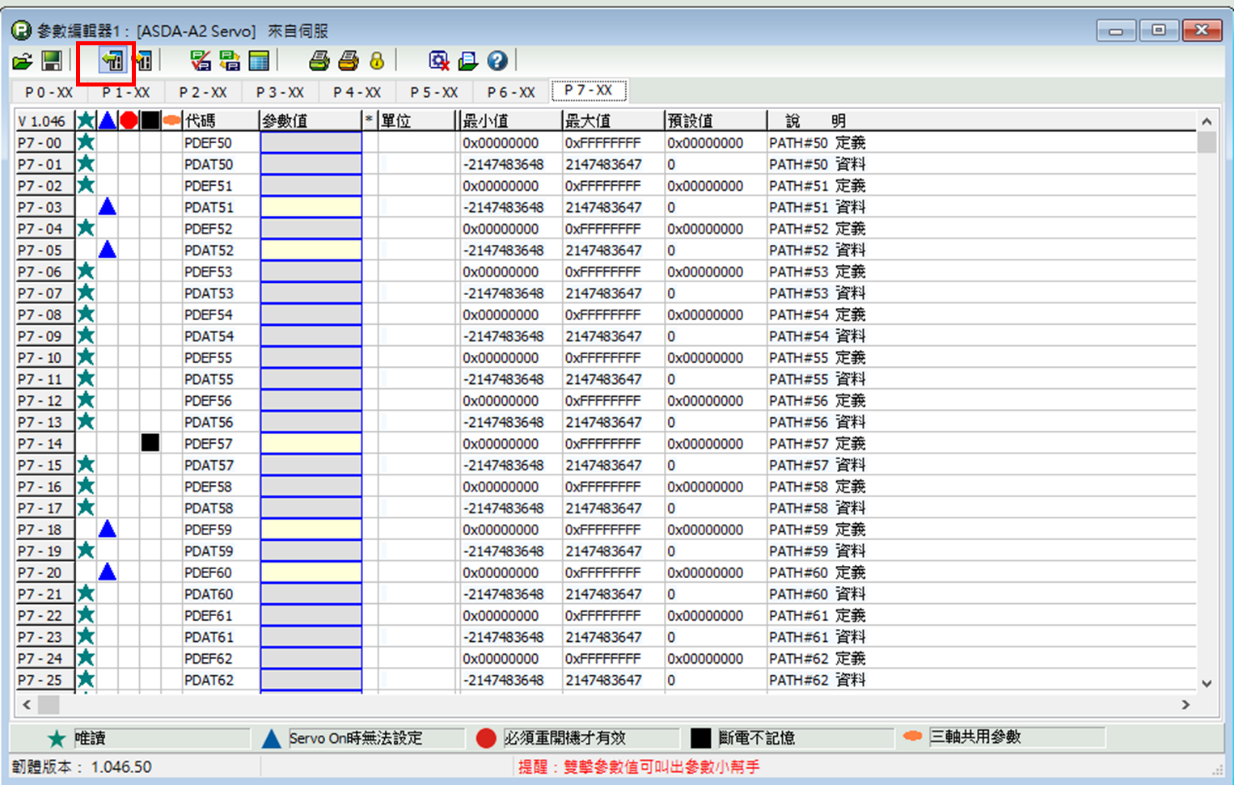 參數編輯器1 : [ASDA-A2 Servo] 來自伺服
P 0 - XX P 1 - XX P 2 - XX P 3 - XX P 4 - XX P 5 - XX P 6 - XX P 7 - XX
V 1.046 代碼 參數值 * 單位 最小值 最大值 預設值 說 明
P7 - 00 PDEF50 0x00000000 0xFFFFFFFF 0x00000000 PATH#50 定義
P7 - 01 PDAT50 -2147483648 2147483647 0 PATH#50 資料
P7 - 02 PDEF51 0x00000000 0xFFFFFFFF 0x00000000 PATH#51 定義
P7 - 03 PDAT51 -2147483648 2147483647 0 PATH#51 資料
P7 - 04 PDEF52 0x00000000 0xFFFFFFFF 0x00000000 PATH#52 定義
P7 - 05 PDAT52 -2147483648 2147483647 0 PATH#52 資料
P7 - 06 PDEF53 0x00000000 0xFFFFFFFF 0x00000000 PATH#53 定義
P7 - 07 PDAT53 -2147483648 2147483647 0 PATH#53 資料
P7 - 08 PDEF54 0x00000000 0xFFFFFFFF 0x00000000 PATH#54 定義
P7 - 09 PDAT54 -2147483648 2147483647 0 PATH#54 資料
P7 - 10 PDEF55 0x00000000 0xFFFFFFFF 0x00000000 PATH#55 定義
P7 - 11 PDAT55 -2147483648 2147483647 0 PATH#55 資料
P7 - 12 PDEF56 0x00000000 0xFFFFFFFF 0x00000000 PATH#56 定義
P7 - 13 PDAT56 -2147483648 2147483647 0 PATH#56 資料
P7 - 14 PDEF57 0x00000000 0xFFFFFFFF 0x00000000 PATH#57 定義
P7 - 15 PDAT57 -2147483648 2147483647 0 PATH#57 資料
P7 - 16 PDEF58 0x00000000 0xFFFFFFFF 0x00000000 PATH#58 定義
P7 - 17 PDAT58 -2147483648 2147483647 0 PATH#58 資料
P7 - 18 PDEF59 0x00000000 0xFFFFFFFF 0x00000000 PATH#59 定義
P7 - 19 PDAT59 -2147483648 2147483647 0 PATH#59 資料
P7 - 20 PDEF60 0x00000000 0xFFFFFFFF 0x00000000 PATH#60 定義
P7 - 21 PDAT60 -2147483648 2147483647 0 PATH#60 資料
P7 - 22 PDEF61 0x00000000 0xFFFFFFFF 0x00000000 PATH#61 定義
P7 - 23 PDAT61 -2147483648 2147483647 0 PATH#61 資料
P7 - 24 PDEF62 0x00000000 0xFFFFFFFF 0x00000000 PATH#62 定義
P7 - 25 PDAT62 -2147483648 2147483647 0 PATH#62 資料
唯讀 Servo On時無法設定 必須重開機才有效 斷電不記憶 三軸共用參數
韌體版本 : 1.046.50 提醒 : 雙擊參數值可叫出參數小幫手